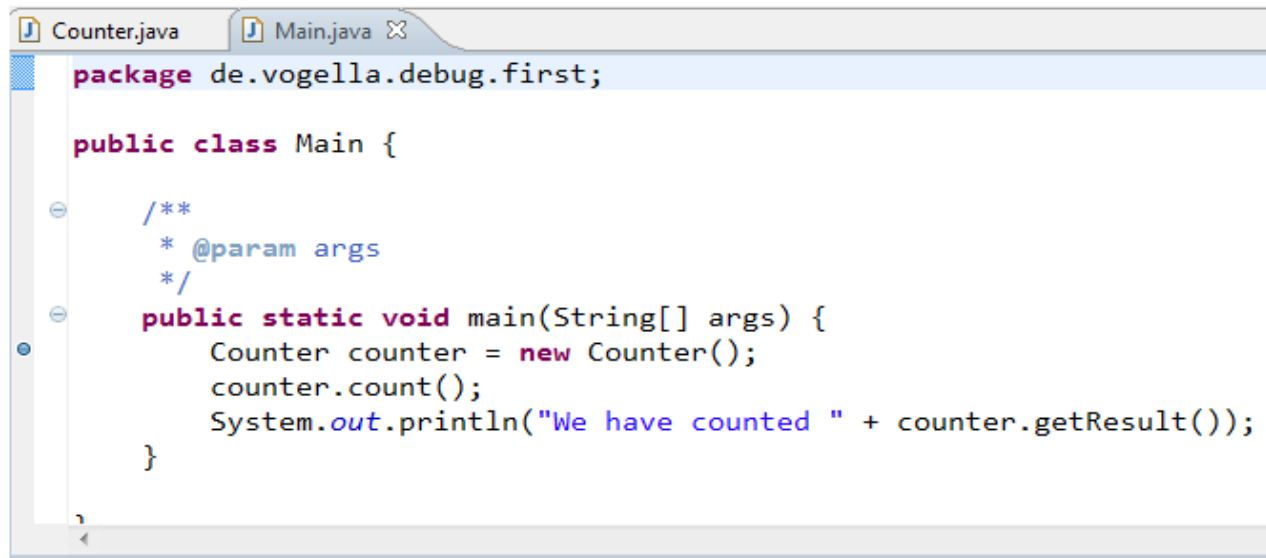 Counter.java Main.java
package de.vogella.debug.first;
public class Main {
/**
* @param args
*/
public static void main(String[] args) {
Counter counter = new Counter();
counter.count();
System.out.println("We have counted " + counter.getResult());
}
}